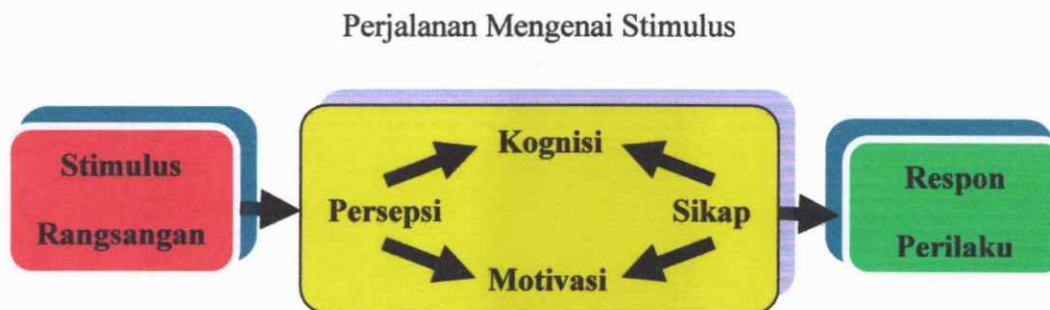 Perjalanan Mengenai Stimulus
Stimulus
Rangsangan
Kognisi
Persepsi
Sikap
Motivasi
Respon
Perilaku